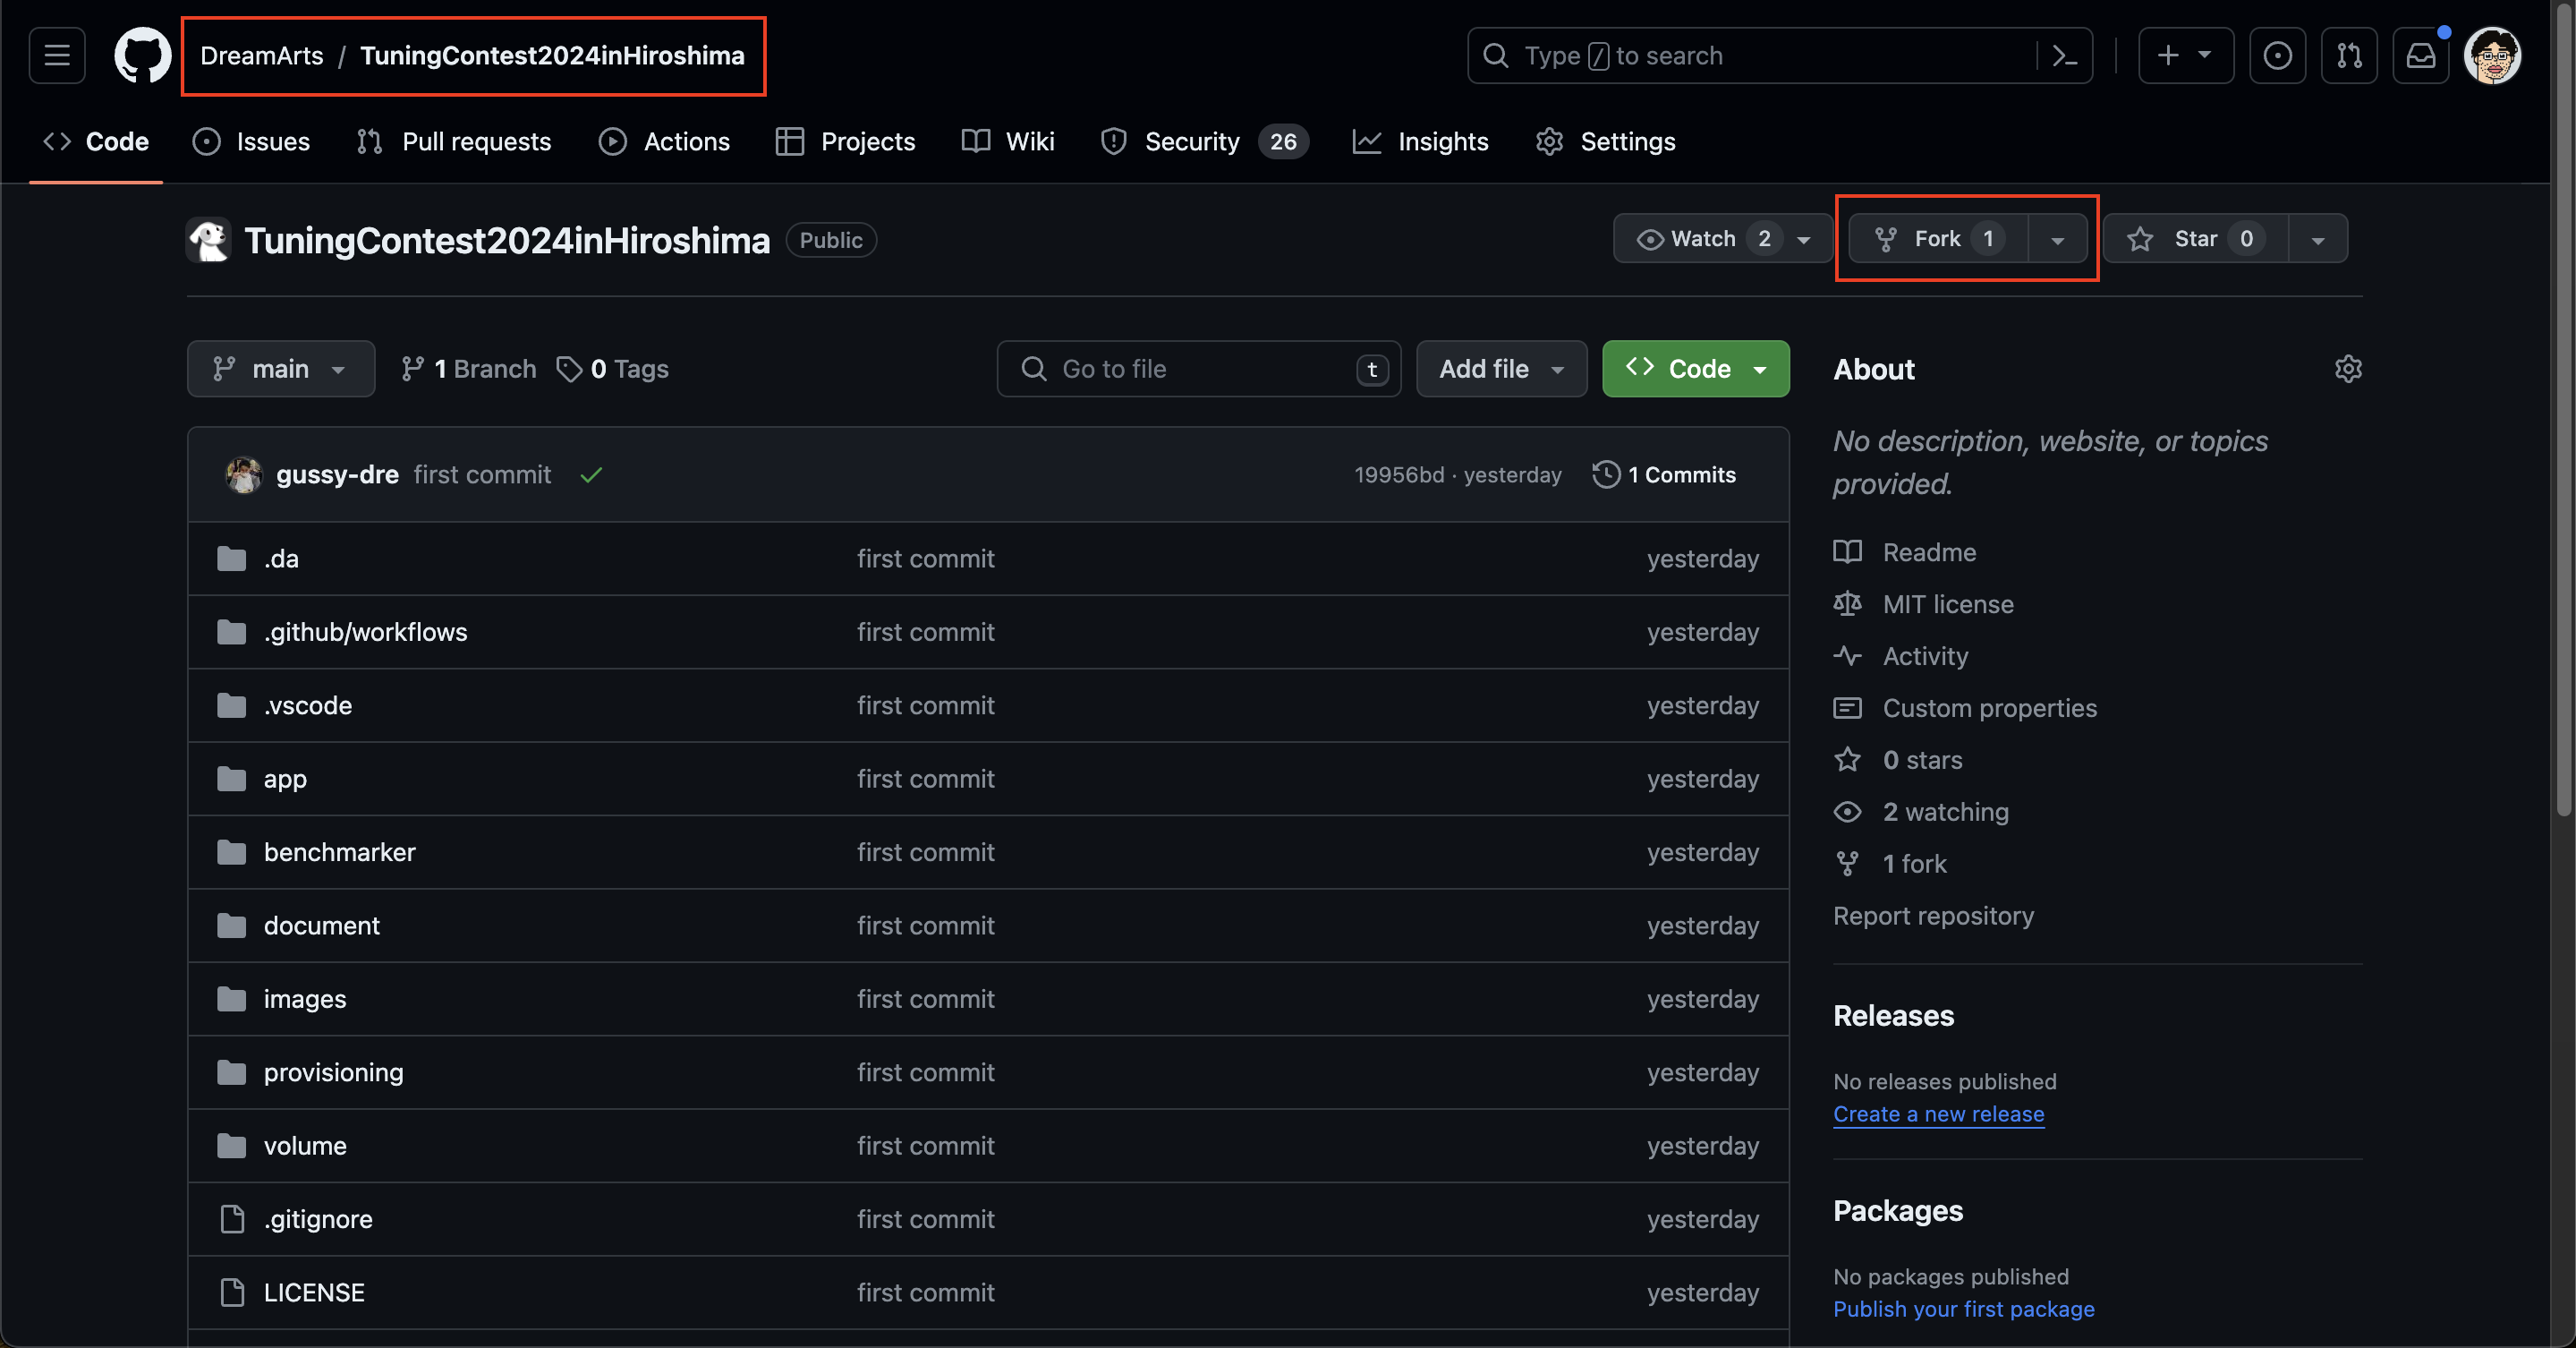 DreamArts / TuningContest2024inHiroshima
Type / to search
Code Issues Pull requests Actions Projects Wiki Security 26 Insights Settings
TuningContest2024inHiroshima Public
Watch 2 Fork 1 Star 0
main 1 Branch 0 Tags Go to file t Add file Code
gussy-dre first commit 19956bd · yesterday 1 Commits
.da first commit yesterday
.github/workflows first commit yesterday
.vscode first commit yesterday
app first commit yesterday
benchmarker first commit yesterday
document first commit yesterday
images first commit yesterday
provisioning first commit yesterday
volume first commit yesterday
.gitignore first commit yesterday
LICENSE first commit yesterday
About
No description, website, or topics
provided.
Readme
MIT license
Activity
Custom properties
0 stars
2 watching
1 fork
Report repository
Releases
No releases published
Create a new release
Packages
No packages published
Publish your first package